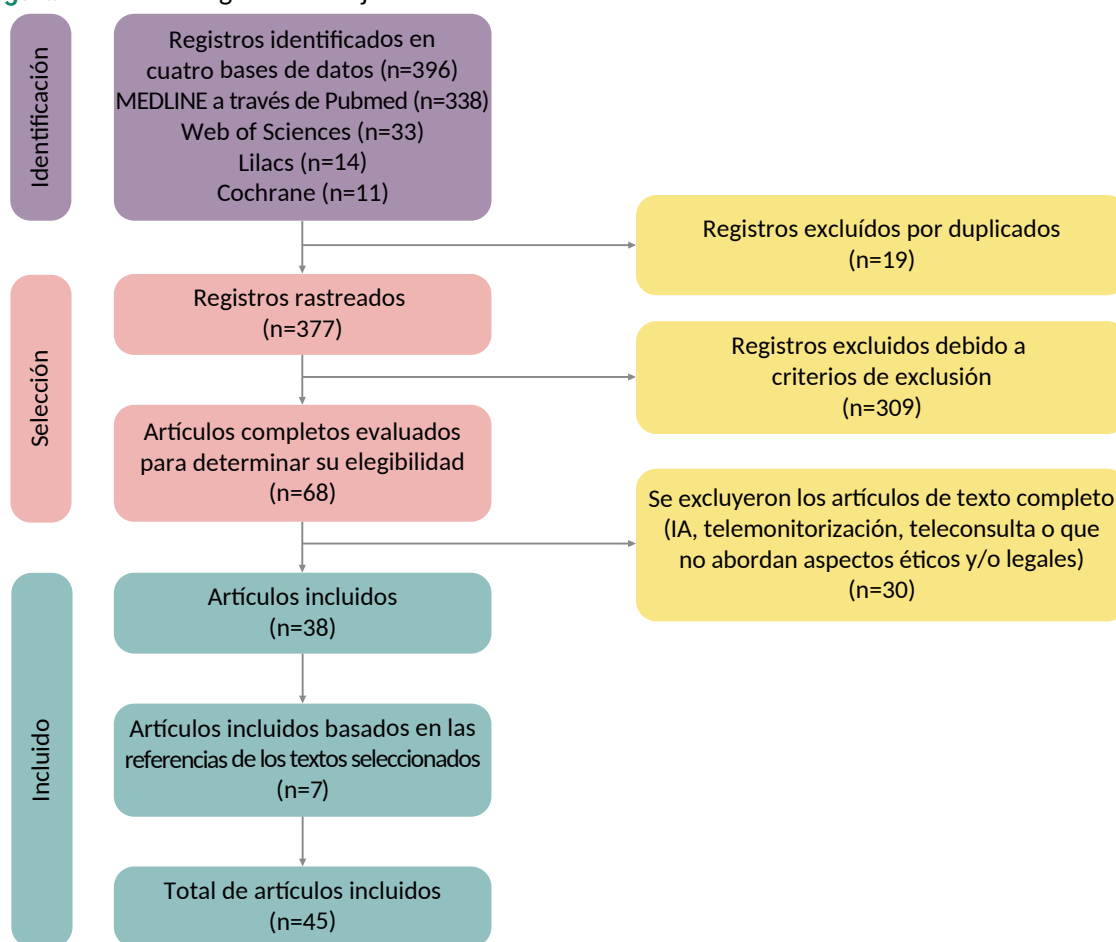 Identificación
Registros identificados en
cuatro bases de datos (n=396)
MEDLINE a través de Pubmed (n=338)
Web of Sciences (n=33)
Lilacs (n=14)
Cochrane (n=11)
Registros excluídos por duplicados
(n=19)
Selección
Registros rastreados
(n=377)
Registros excluidos debido a
criterios de exclusión
(n=309)
Artículos completos evaluados
para determinar su elegibilidad
(n=68)
Se excluyeron los artículos de texto completo
(IA, telemonitorización, teleconsulta o que
no abordan aspectos éticos y/o legales)
(n=30)
Incluido
Artículos incluidos
(n=38)
Artículos incluidos basados en las
referencias de los textos seleccionados
(n=7)
Total de artículos incluidos
(n=45)